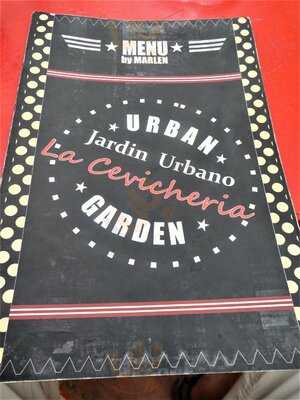 MENU
by MARLEN
URBAN
Jardin Urbano
La Cevicheria
GARDEN